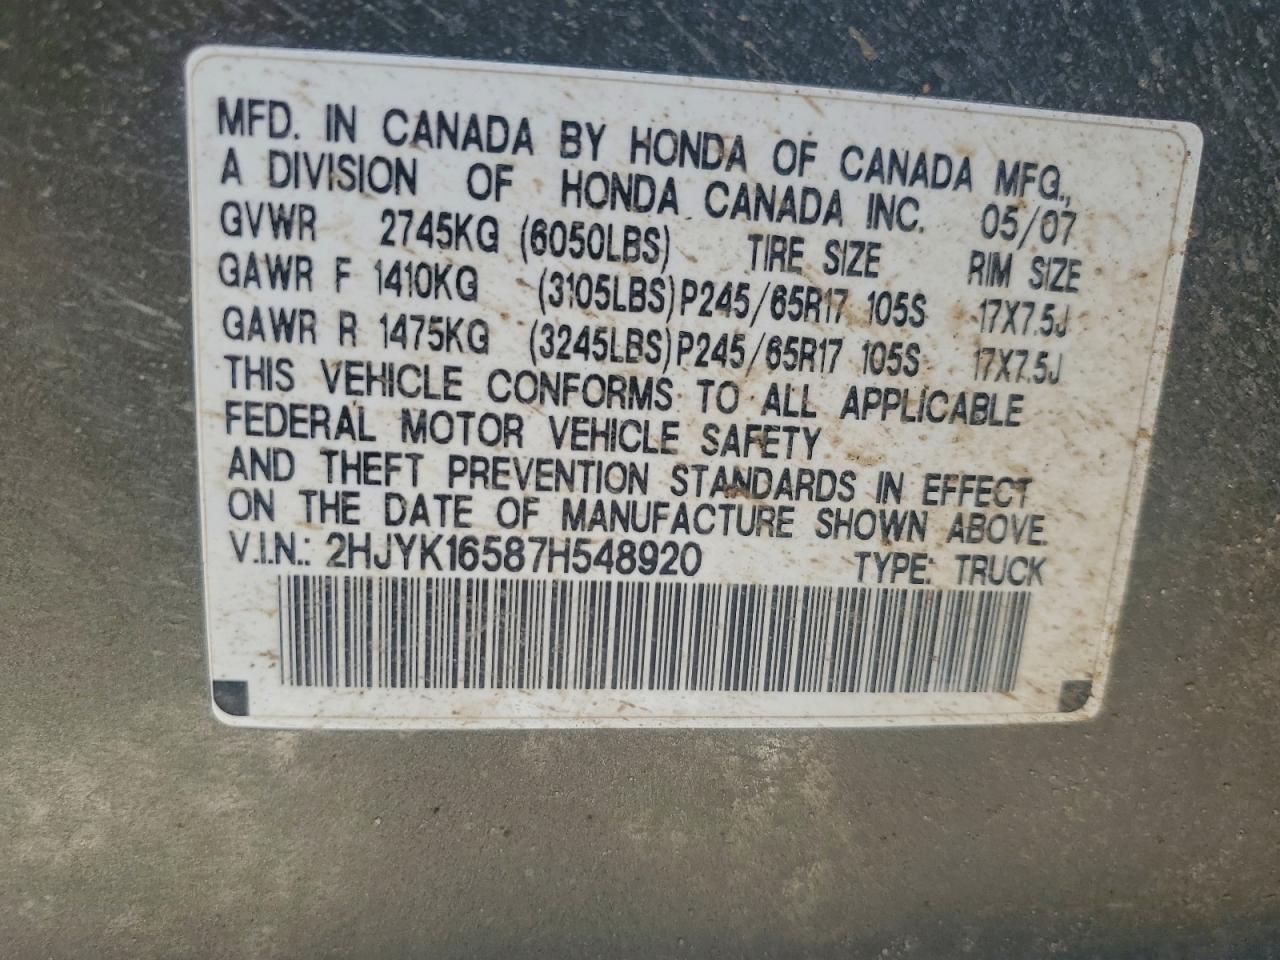 MFD. IN CANADA BY HONDA OF CANADA MFG.,
A DIVISION OF HONDA CANADA INC. 05/07
GVWR 2745KG (6050LBS) TIRE SIZE RIM SIZE
GAWR F 1410KG (3105LBS) P245/65R17 105S 17X7.5J
GAWR R 1475KG (3245LBS) P245/65R17 105S 17X7.5J
THIS VEHICLE CONFORMS TO ALL APPLICABLE
FEDERAL MOTOR VEHICLE SAFETY
AND THEFT PREVENTION STANDARDS IN EFFECT
ON THE DATE OF MANUFACTURE SHOWN ABOVE.
V.I.N.: 2HJYK16587H548920 TYPE: TRUCK